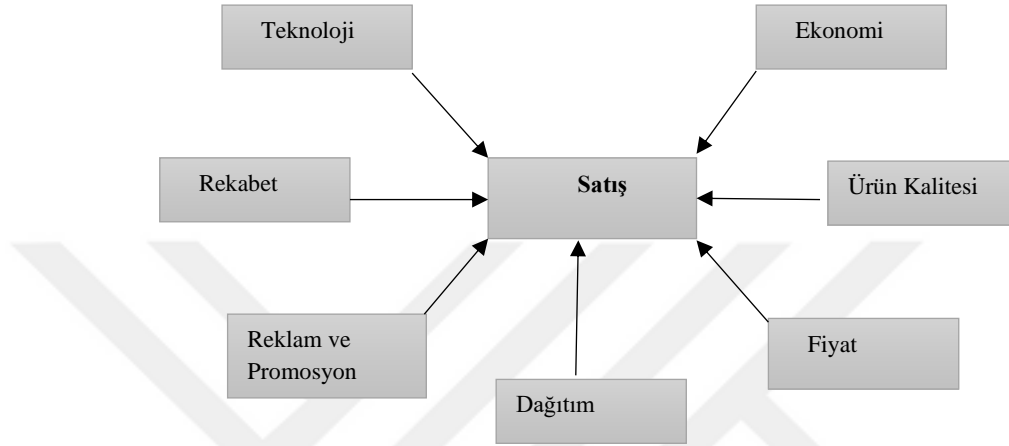 Teknoloji
Ekonomi
Rekabet
Satış
Ürün Kalitesi
Reklam ve
Promosyon
Dağıtım
Fiyat